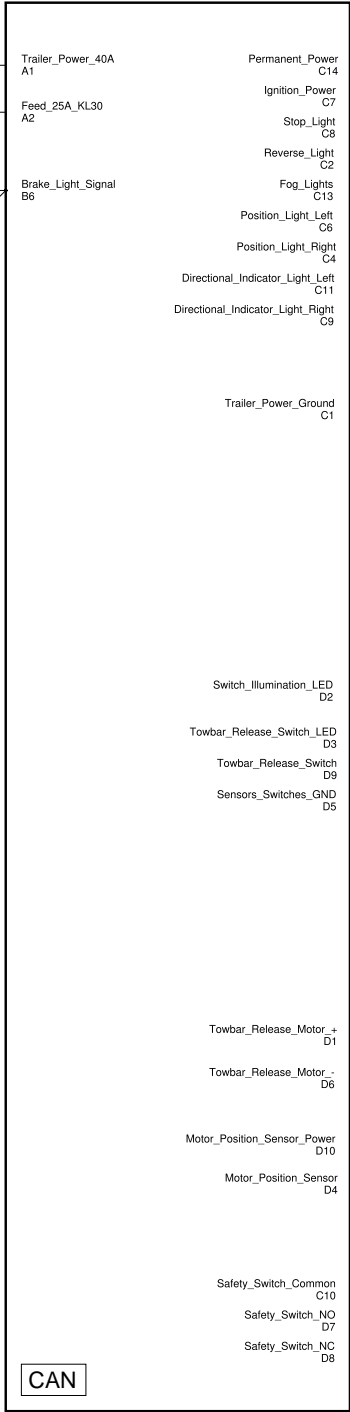 Trailer_Power_40A
A1
Feed_25A_KL30
A2
Brake_Light_Signal
B6
Permanent_Power
C14
Ignition_Power
C7
Stop_Light
C8
Reverse_Light
C2
Fog_Lights
C13
Position_Light_Left
C6
Position_Light_Right
C4
Directional_Indicator_Light_Left
C11
Directional_Indicator_Light_Right
C9
Trailer_Power_Ground
C1
Switch_Illumination_LED
D2
Towbar_Release_Switch_LED
D3
Towbar_Release_Switch
D9
Sensors_Switches_GND
D5
Towbar_Release_Motor_+
D1
Towbar_Release_Motor_-
D6
Motor_Position_Sensor_Power
D10
Motor_Position_Sensor
D4
Safety_Switch_Common
C10
Safety_Switch_NO
D7
Safety_Switch_NC
D8
CAN